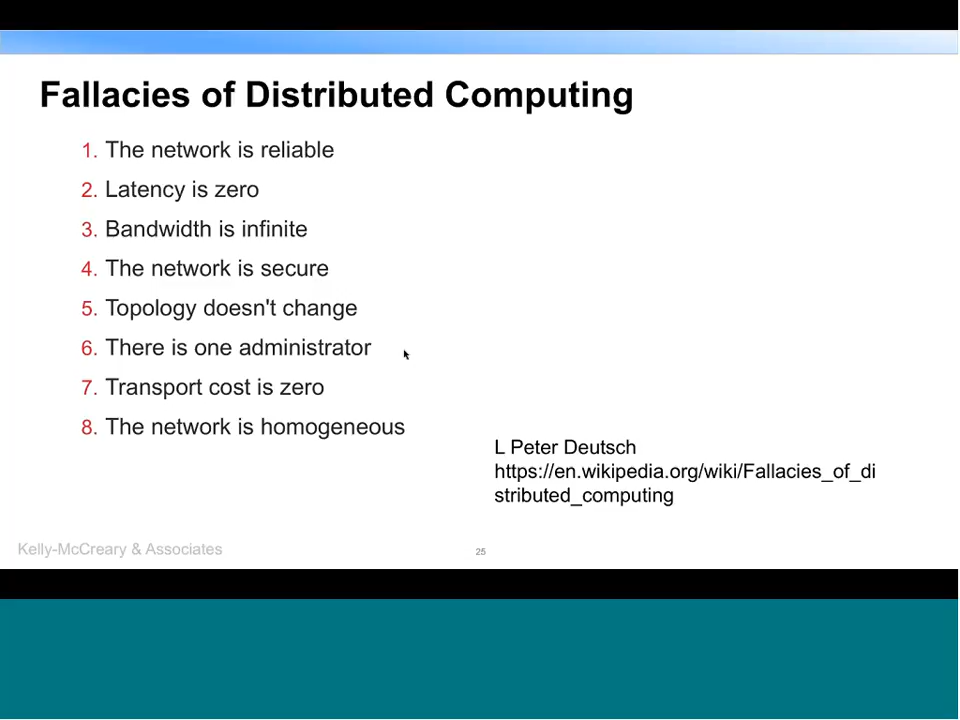 Fallacies of Distributed Computing
1. The network is reliable
2. Latency is zero
3. Bandwidth is infinite
4. The network is secure
5. Topology doesn't change
6. There is one administrator
7. Transport cost is zero
8. The network is homogeneous
L Peter Deutsch
https://en.wikipedia.org/wiki/Fallacies_of_di
stributed_computing
Kelly-McCreary & Associates
25